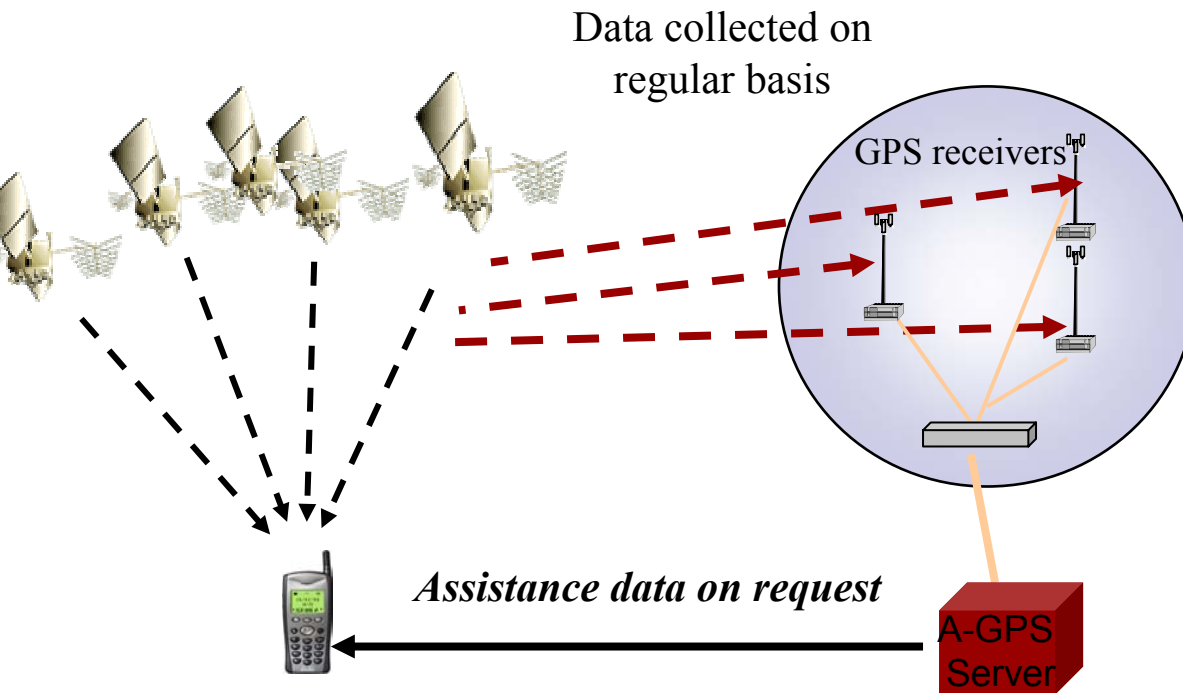 Data collected on
regular basis
GPS receivers
Assistance data on request
A-GPS
Server